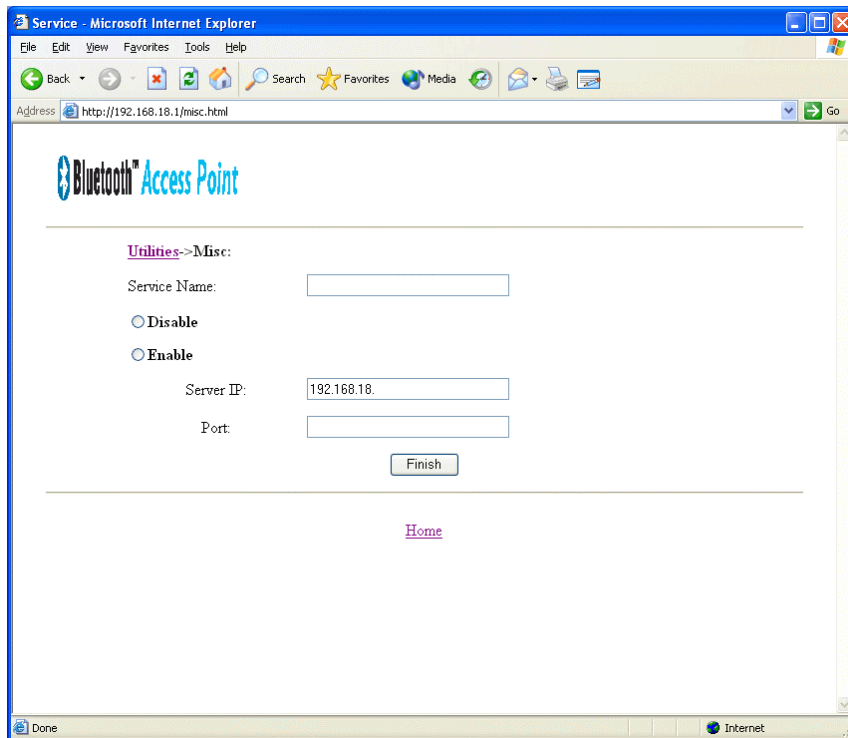 Service - Microsoft Internet Explorer
File Edit View Favorites Tools Help
Back Search Favorites Media
Address http://192.168.18.1/misc.html Go
Bluetooth™ Access Point
Utilities->Misc:
Service Name:
Disable
Enable
Server IP: 192.168.18.
Port:
Finish
Home
Done Internet